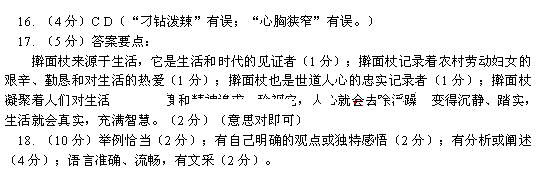 16.（4分）C D（“刁钻泼辣”有误；“心胸狭窄”有误。）
17.（5分）答案要点：
擀面杖来源于生活，它是生活和时代的见证者（1分）；擀面杖记录着农村劳动妇女的
艰辛、勤恳和对生活的热爱（1分）；擀面杖也是世道人心的忠实记录者（1分）；擀面杖
凝聚着人们对生活 和精神追求，珍视它，人心就会去除浮躁 变得沉静、踏实，
生活就会真实，充满智慧。（2分）（意思对即可）
18.（10分）举例恰当（2分）；有自己明确的观点或独特感悟（2分）；有分析或阐述
（4分）；语言准确、流畅，有文采（2分）。